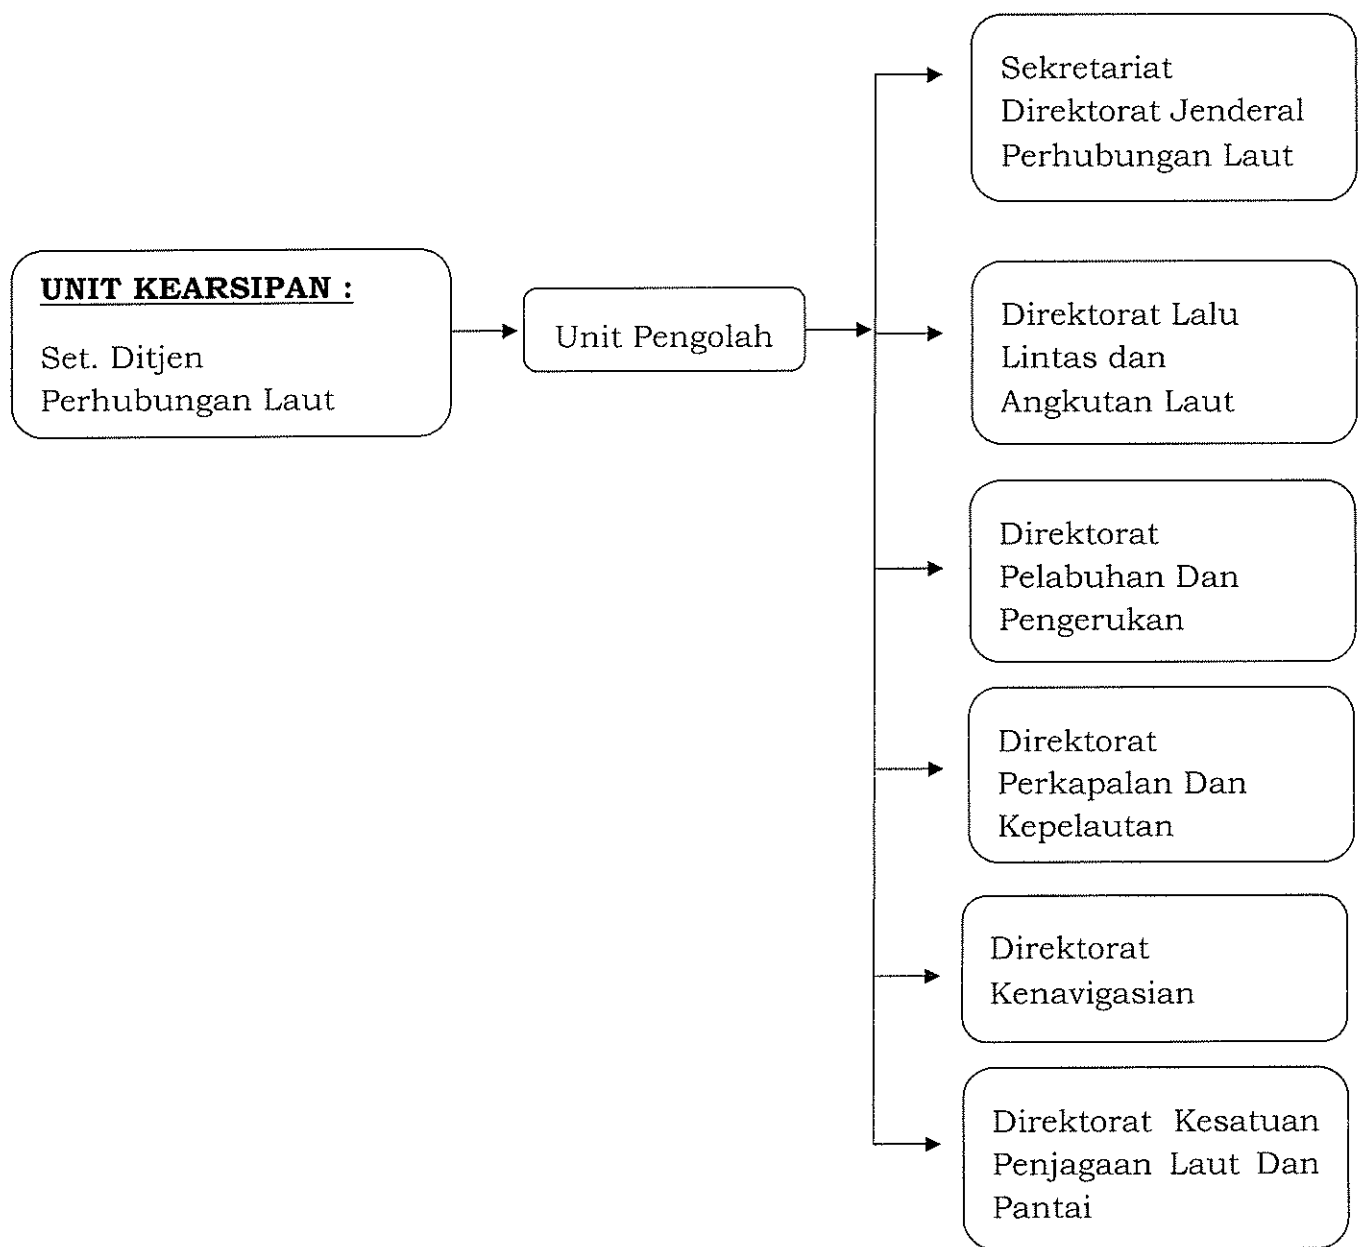 UNIT KEARSIPAN :
Set. Ditjen
Perhubungan Laut
Unit Pengolah
Sekretariat
Direktorat Jenderal
Perhubungan Laut
Direktorat Lalu
Lintas dan
Angkutan Laut
Direktorat
Pelabuhan Dan
Pengerukan
Direktorat
Perkapalan Dan
Kepelautan
Direktorat
Kenavigasian
Direktorat Kesatuan
Penjagaan Laut Dan
Pantai